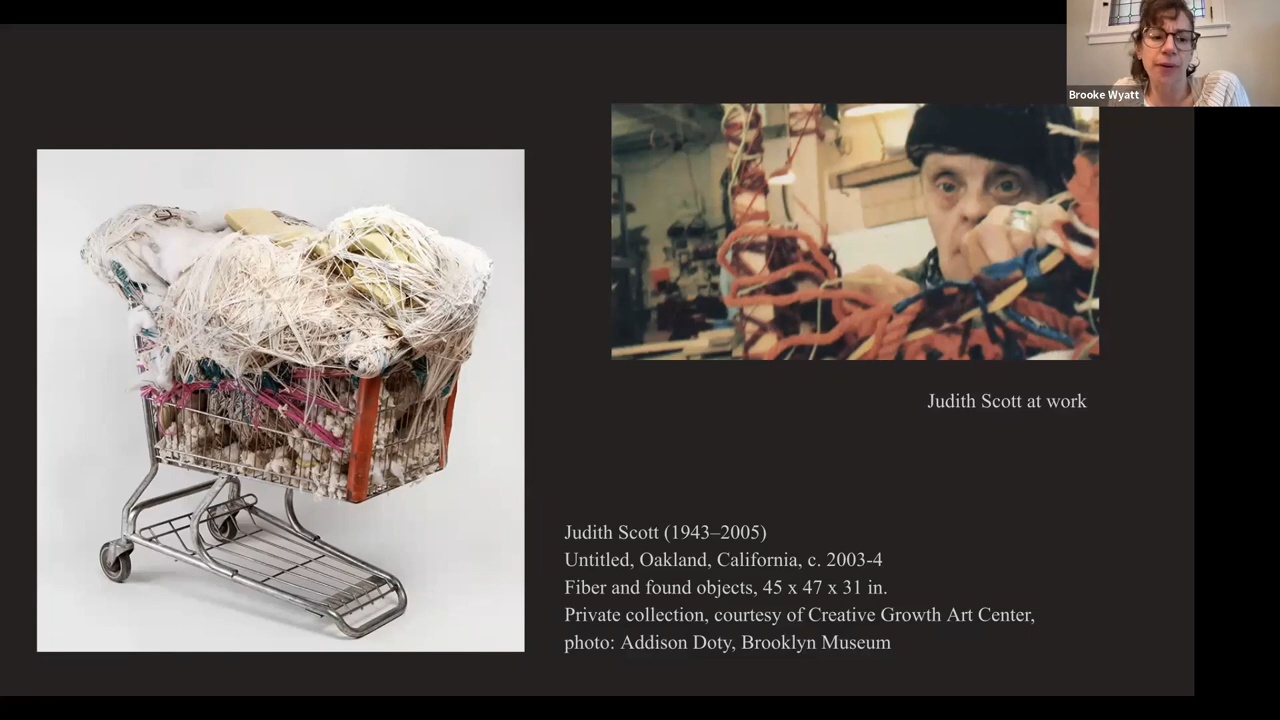 Brooke Wyatt
Judith Scott at work
Judith Scott (1943–2005)
Untitled, Oakland, California, c. 2003-4
Fiber and found objects, 45 x 47 x 31 in.
Private collection, courtesy of Creative Growth Art Center,
photo: Addison Doty, Brooklyn Museum